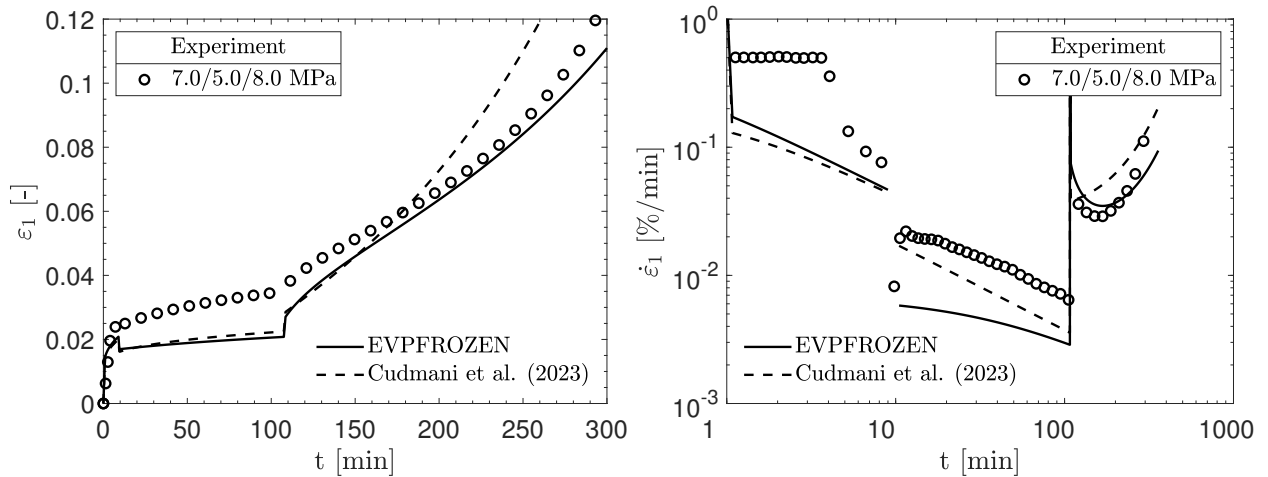 0.12
0.1
0.08
0.06
0.04
0.02
0
ε₁ [-]
Experiment
7.0/5.0/8.0 MPa
EVPFROZEN
Cudmani et al. (2023)
0 50 100 150 200 250 300
t [min]
10⁰
10⁻¹
10⁻²
10⁻³
ε̇₁ [%/min]
Experiment
7.0/5.0/8.0 MPa
EVPFROZEN
Cudmani et al. (2023)
1 10 100 1000
t [min]